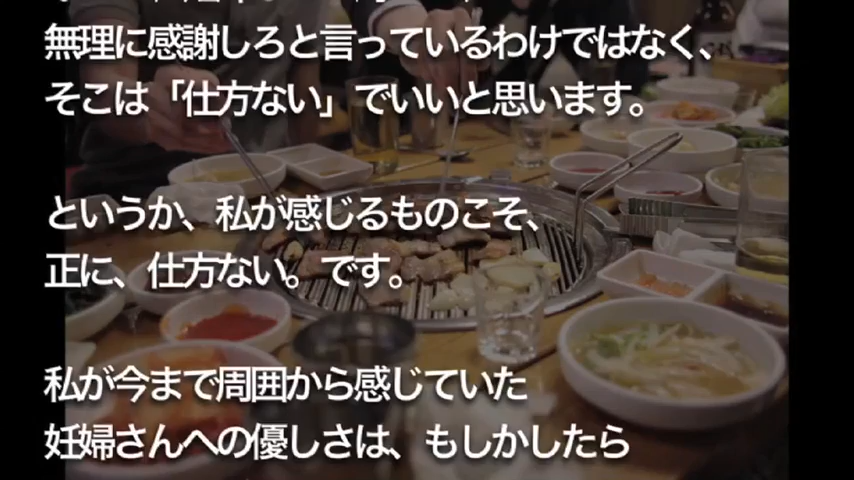 無理に感謝しろと言っているわけではなく、
そこは「仕方ない」でいいと思います。
というか、私が感じるものこそ、
正に、仕方ない。です。
私が今まで周囲から感じていた
妊婦さんへの優しさは、もしかしたら